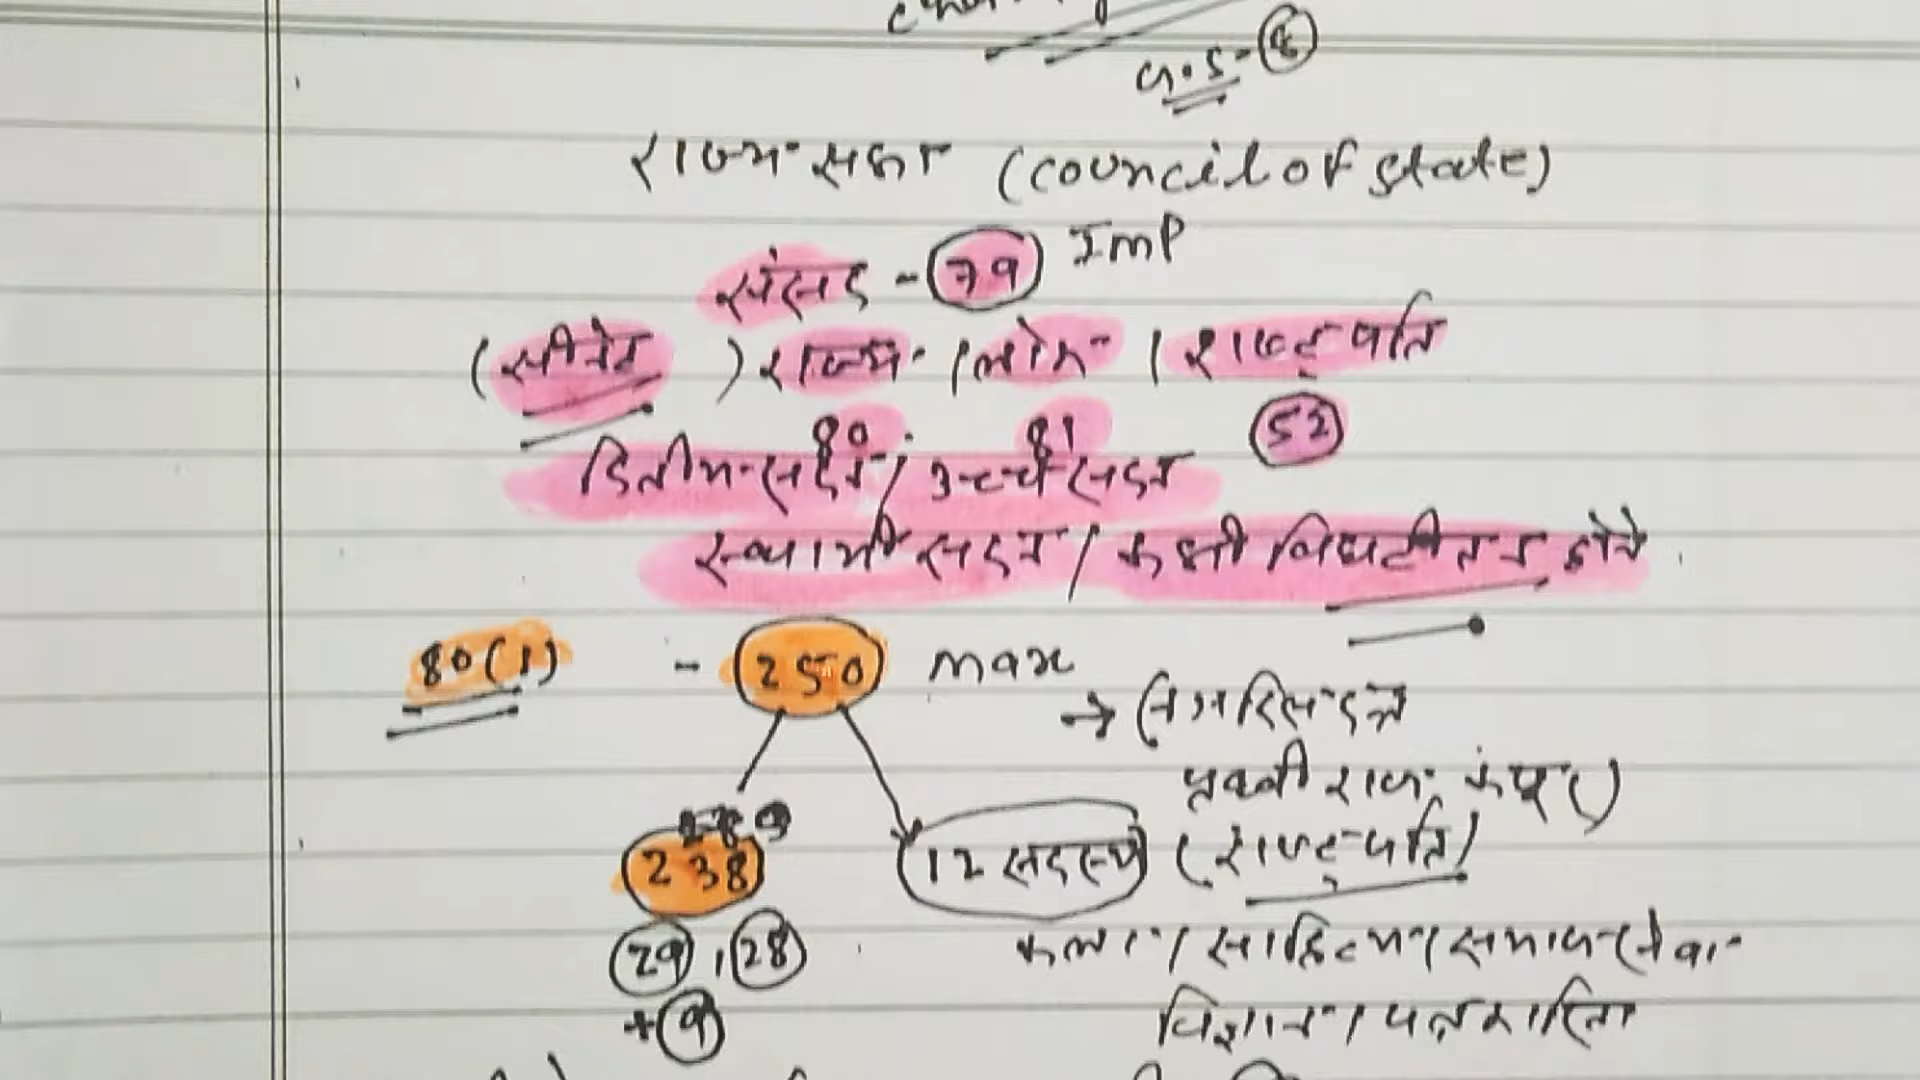 राज्य सभा (council of state)
संसद - 79 Imp
(सीनेट) राज्य / लोक / राष्ट्रपति
80 81 52
द्वितीय सदन / उच्च सदन
स्थायी सदन / कभी विघटीत न होने
80(1) - 250 max
पृथ्वी राज कपूर)
238 12 सदस्य (राष्ट्रपति)
29, 28 कला / साहित्य / समाज सेवा
+9 विज्ञान / पत्रकारिता